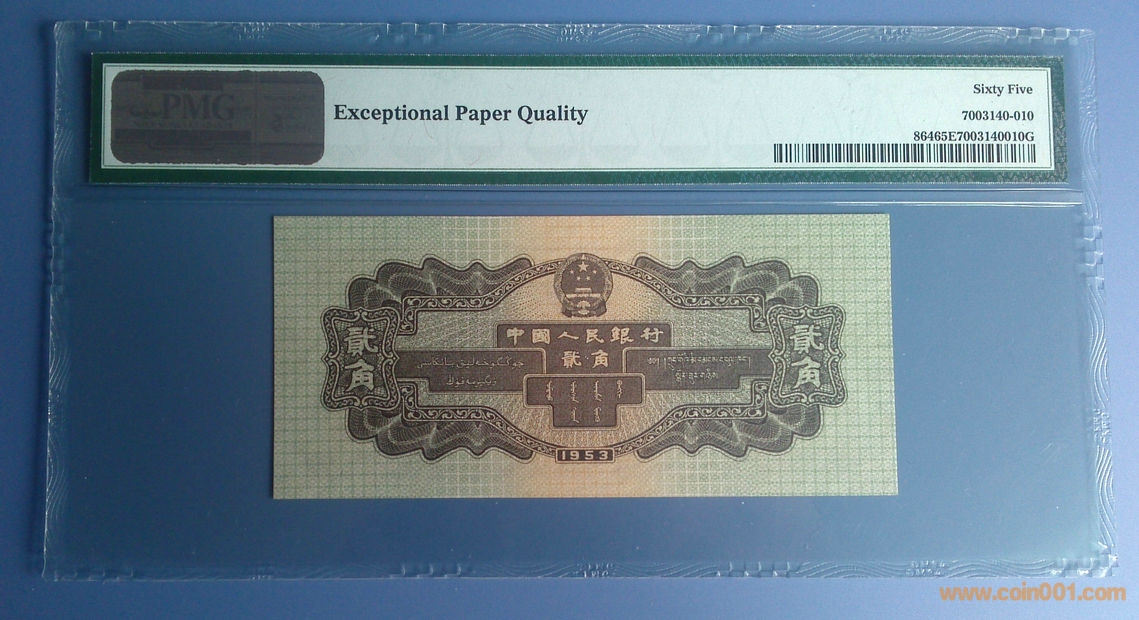 PMG
Exceptional Paper Quality
Sixty Five
7003140-010
86465E7003140010G
中國人民銀行
貳角
貳角
貳角
1953
www.coin001.com